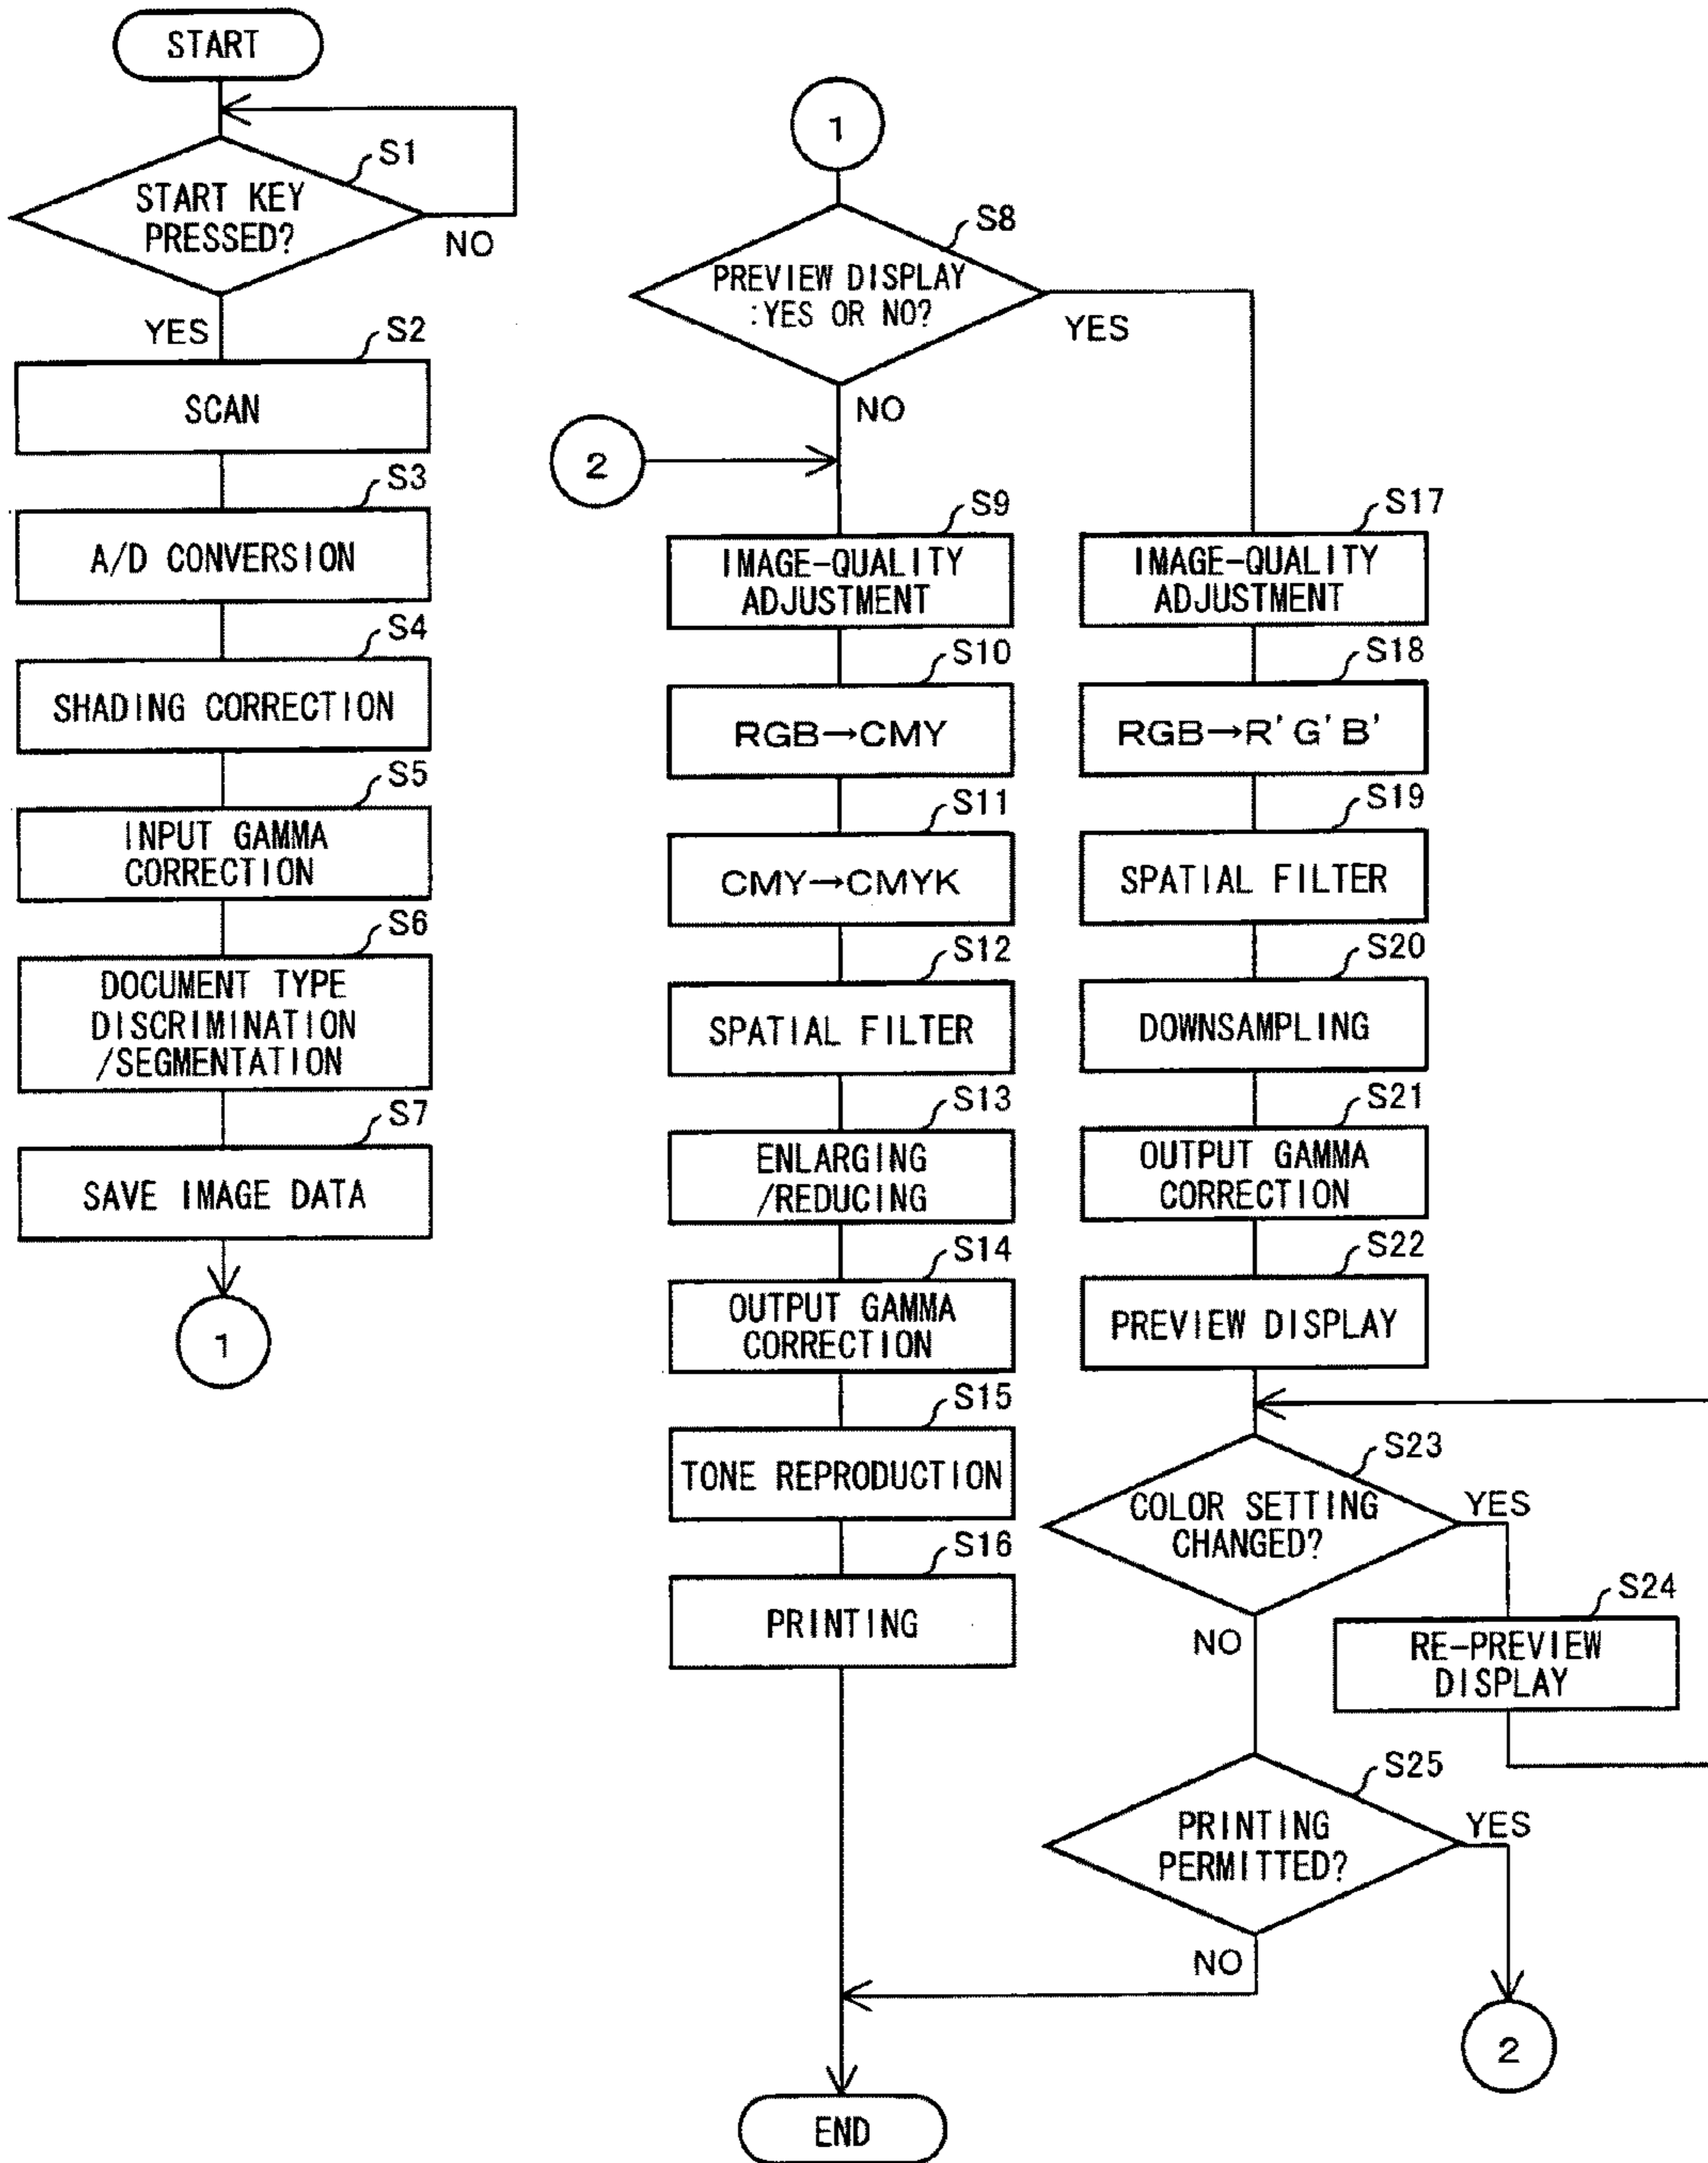 START
S1
START KEY
PRESSED?
NO
YES
S2
SCAN
S3
A/D CONVERSION
S4
SHADING CORRECTION
S5
INPUT GAMMA
CORRECTION
S6
DOCUMENT TYPE
DISCRIMINATION
/SEGMENTATION
S7
SAVE IMAGE DATA
1
1
S8
PREVIEW DISPLAY
:YES OR NO?
YES
NO
2
S9
IMAGE-QUALITY
ADJUSTMENT
S10
RGB→CMY
S11
CMY→CMYK
S12
SPATIAL FILTER
S13
ENLARGING
/REDUCING
S14
OUTPUT GAMMA
CORRECTION
S15
TONE REPRODUCTION
S16
PRINTING
S17
IMAGE-QUALITY
ADJUSTMENT
S18
RGB→R'G'B'
S19
SPATIAL FILTER
S20
DOWNSAMPLING
S21
OUTPUT GAMMA
CORRECTION
S22
PREVIEW DISPLAY
S23
COLOR SETTING
CHANGED?
YES
NO
S24
RE-PREVIEW
DISPLAY
S25
PRINTING
PERMITTED?
YES
NO
2
END